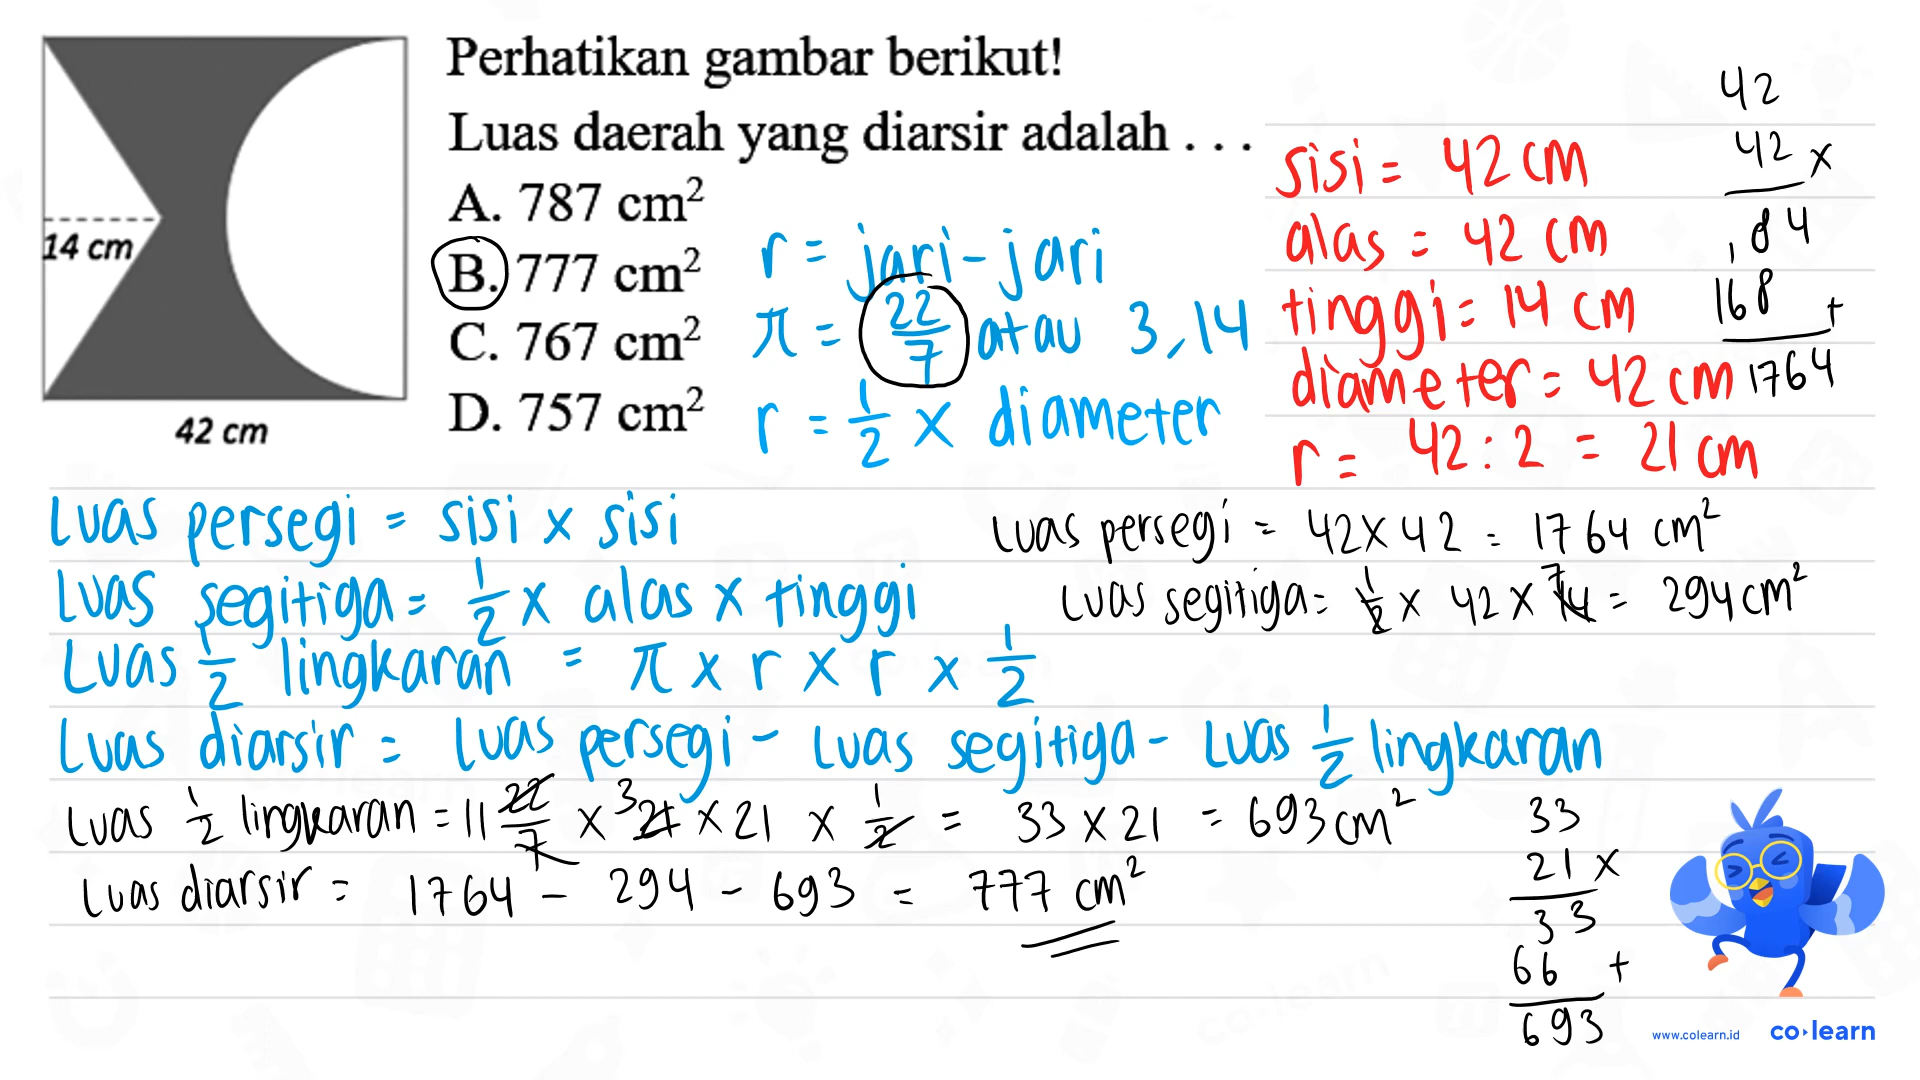 Perhatikan gambar berikut!
Luas daerah yang diarsir adalah . . .
A. 787 cm²
B. 777 cm²
C. 767 cm²
D. 757 cm²
14 cm
42 cm
r = jari-jari
π = 22/7 atau 3,14
r = 1/2 x diameter
sisi = 42 cm
alas = 42 cm
tinggi = 14 cm
diameter = 42 cm
r = 42 : 2 = 21 cm
42
42 x
84
168 +
1764
Luas persegi = sisi x sisi
Luas segitiga = 1/2 x alas x tinggi
Luas 1/2 lingkaran = π x r x r x 1/2
Luas diarsir = Luas persegi - Luas segitiga - Luas 1/2 lingkaran
Luas persegi = 42 x 42 = 1764 cm²
Luas segitiga = 1/2 x 42 x 14 7 = 294 cm²
Luas 1/2 lingkaran = 11 22/7 x 3 21 x 21 x 1/2 = 33 x 21 = 693 cm²
Luas diarsir = 1764 - 294 - 693 = 777 cm²
33
21 x
33
66 +
693
www.colearn.id
co·learn